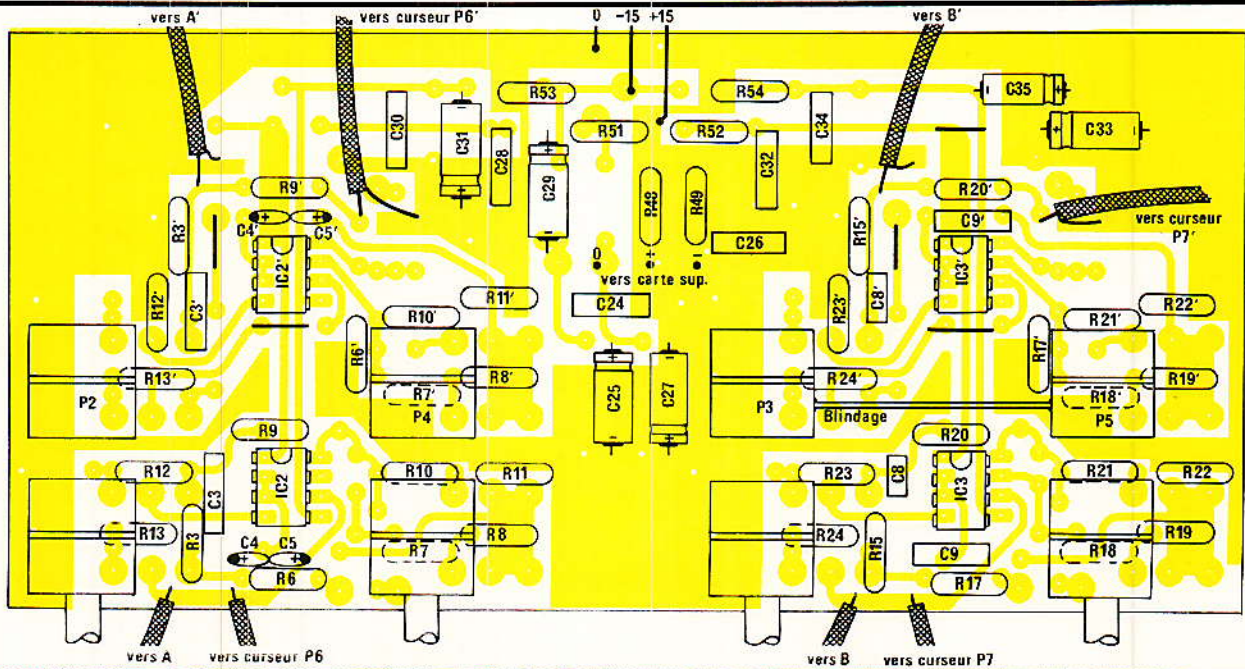 vers A' vers curseur P6' 0 −15 +15 vers B'
R53 R54 C35
C30 C31 C28 R51 R52 C34 C33
C29 C32
R9' R48 R49 R20'
C4' C5' R3' C26 R15' C9' vers curseur P7'
IC2' 0 + − IC3'
vers carte sup.
R12' C3' R11' C24 R23' C8' R22'
R10' R6' R21' R17'
R13' R8' R24' R19'
P2 R7' P4 C25 C27 P3 Blindage R18' P5
R9 R20
R12 IC2 R10 R11 R23 C8 IC3 R21 R22
C3
R13 R3 R8 R24 R15 R19
C4 C5 R7 C9 R18
R6 R17
vers A vers curseur P6 vers B vers curseur P7